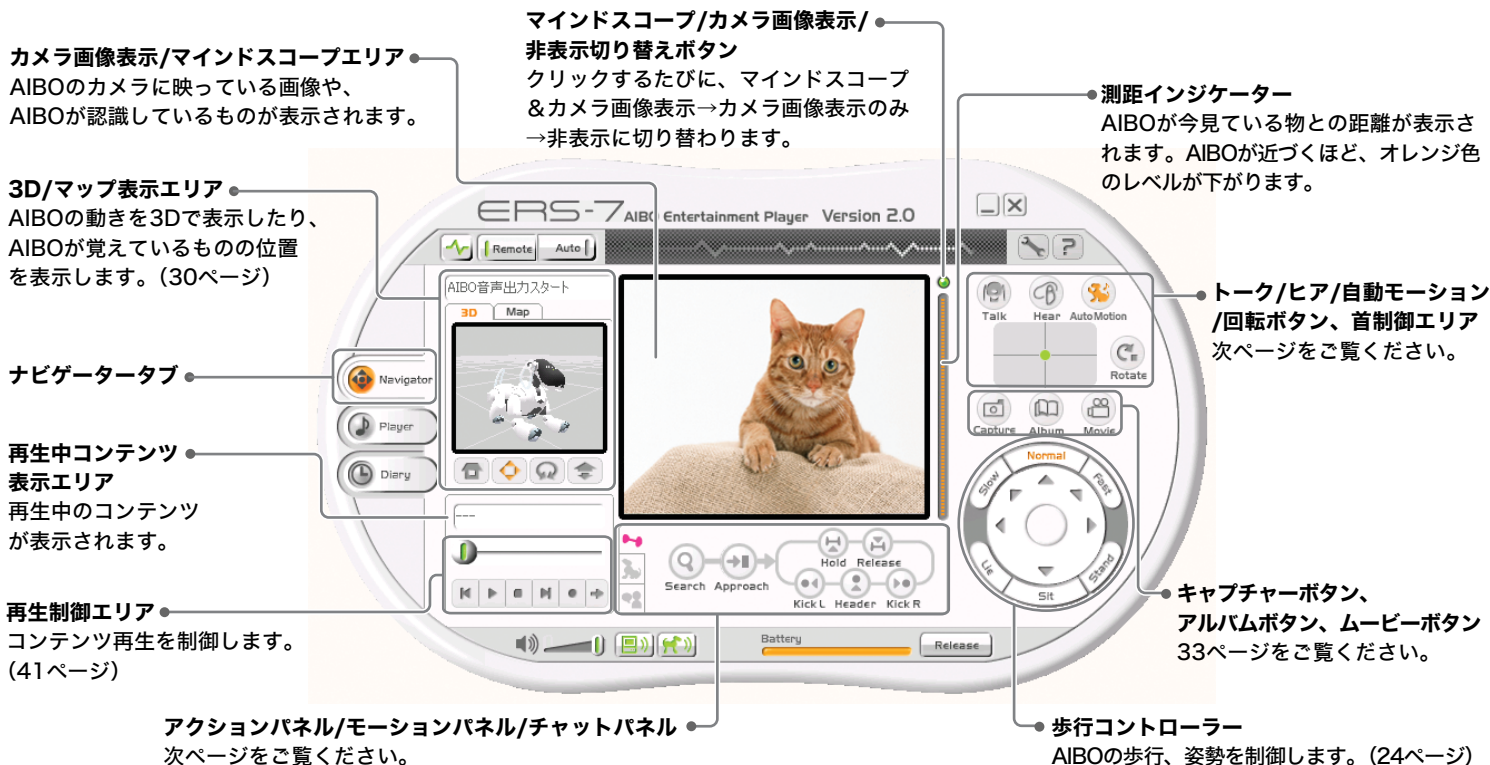 マインドスコープ/カメラ画像表示/
非表示切り替えボタン
クリックするたびに、マインドスコープ
＆カメラ画像表示→カメラ画像表示のみ
→非表示に切り替わります。
カメラ画像表示/マインドスコープエリア
AIBOのカメラに映っている画像や、
AIBOが認識しているものが表示されます。
測距インジケーター
AIBOが今見ている物との距離が表示さ
れます。AIBOが近づくほど、オレンジ色
のレベルが下がります。
3D/マップ表示エリア
AIBOの動きを3Dで表示したり、
AIBOが覚えているものの位置
を表示します。（30ページ）
ナビゲータータブ
再生中コンテンツ
表示エリア
再生中のコンテンツ
が表示されます。
再生制御エリア
コンテンツ再生を制御します。
（41ページ）
ERS-7 AIBO Entertainment Player Version 2.0
Remote Auto
?
AIBO音声出力スタート
3D Map
Navigator
Player
Diary
---
Talk Hear AutoMotion
Rotate
Capture Album Movie
Normal
Slow Fast
Lie Stand
Sit
Hold Release
Search Approach
Kick L Header Kick R
Battery
Release
トーク/ヒア/自動モーション
/回転ボタン、首制御エリア
次ページをご覧ください。
キャプチャーボタン、
アルバムボタン、ムービーボタン
33ページをご覧ください。
アクションパネル/モーションパネル/チャットパネル
次ページをご覧ください。
歩行コントローラー
AIBOの歩行、姿勢を制御します。（24ページ）